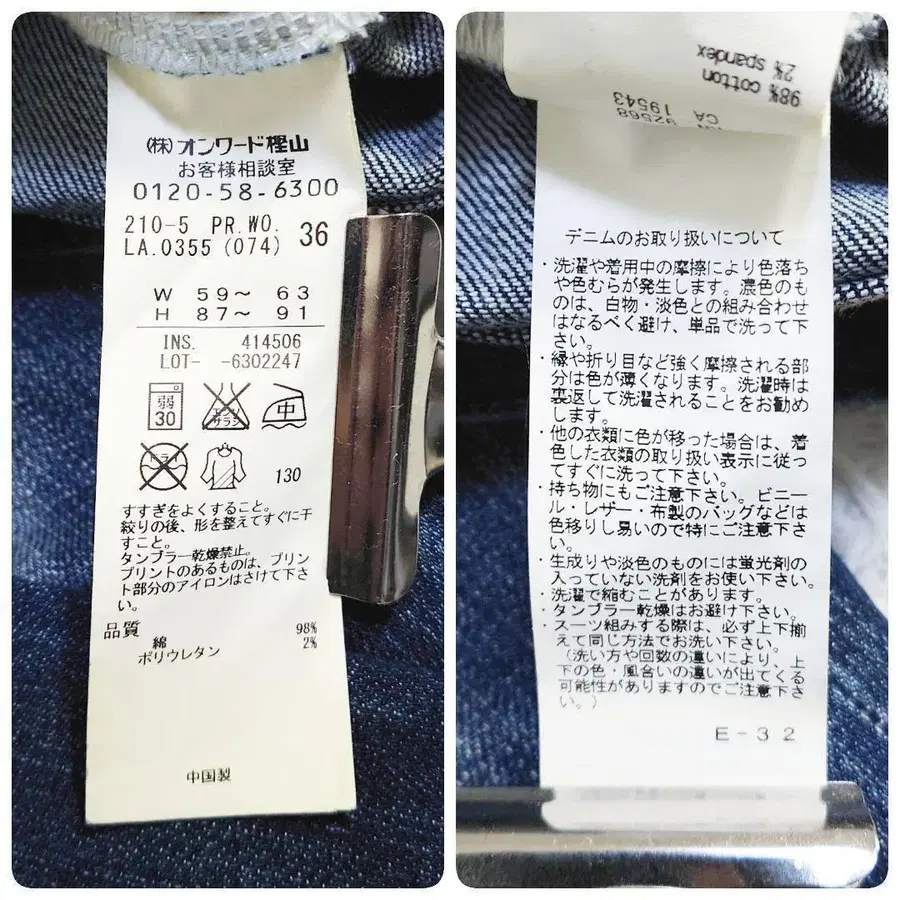 (株)オンワード樫山
お客様相談室
0120-58-6300
210-5 PR.WO.
LA.0355 (074) 36
W 59~ 63
H 87~ 91
INS. 414506
LOT- -6302247
弱
30
エンソ
サラシ
中
ドライ
130
すすぎをよくすること。
絞りの後、形を整えてすぐに干
すこと。
タンブラー乾燥禁止。
プリントのあるものは、プリン
ト部分のアイロンはさけて下さ
い。
品質
綿 98%
ポリウレタン 2%
中国製
98% cotton
2% spandex
92568
CA 19543
デニムのお取り扱いについて
・洗濯や着用中の摩擦により色落ち
や色むらが発生します。濃色のも
のは、白物・淡色との組み合わせ
はなるべく避け、単品で洗って下
さい。
・縁や折り目など強く摩擦される部
分は色が薄くなります。洗濯時は
裏返して洗濯されることをお勧め
します。
・他の衣類に色が移った場合は、着
色した衣類の取り扱い表示に従っ
てすぐに洗って下さい。
・持ち物にもご注意下さい。ビニー
ル・レザー・布製のバッグなどは
色移りし易いので特にご注意下さ
い。
・生成りや淡色のものには蛍光剤の
入っていない洗剤をお使い下さい。
・洗濯で縮むことがあります。
・タンブラー乾燥はお避け下さい。
・スーツ組みする際は、必ず上下揃
えて同じ方法でお洗い下さい。
(洗い方や回数の違いにより、上
下の色・風合いの違いが出てくる
可能性がありますのでご注意下さ
い。)
E-32